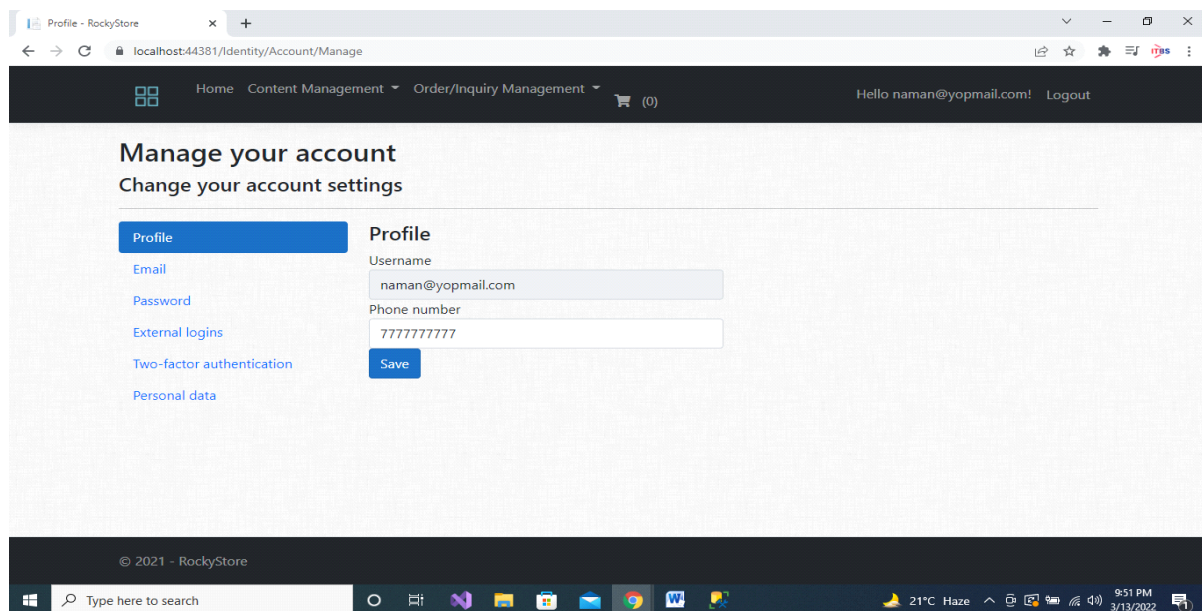 Profile - RockyStore
localhost:44381/Identity/Account/Manage
ITBS
Home Content Management Order/Inquiry Management (0) Hello naman@yopmail.com! Logout
Manage your account
Change your account settings
Profile
Email
Password
External logins
Two-factor authentication
Personal data
Profile
Username
naman@yopmail.com
Phone number
7777777777
Save
© 2021 - RockyStore
Type here to search
21°C Haze
9:51 PM
3/13/2022